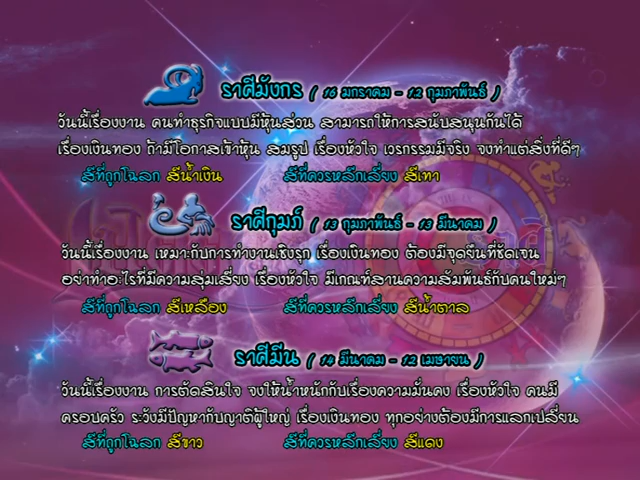 ราศีมังกร ( 16 มกราคม - 12 กุมภาพันธ์ )
วันนี้เรื่องงาน คนทำธุรกิจแบบมีหุ้นส่วน สามารถให้การสนับสนุนกันได้
เรื่องเงินทอง ถ้ามีโอกาสเข้าหุ้น สมรูป เรื่องหัวใจ เวรกรรมมีจริง จงทำแต่สิ่งที่ดีๆ
สีที่ถูกโฉลก สีน้ำเงิน สีที่ควรหลีกเลี่ยง สีเทา
ราศีกุมภ์ ( 13 กุมภาพันธ์ - 13 มีนาคม )
วันนี้เรื่องงาน เหมาะกับการทำงานเชิงรุก เรื่องเงินทอง ต้องมีจุดยืนที่ชัดเจน
อย่าทำอะไรที่มีความสุ่มเสี่ยง เรื่องหัวใจ มีเกณฑ์สานความสัมพันธ์กับคนใหม่ๆ
สีที่ถูกโฉลก สีเหลือง สีที่ควรหลีกเลี่ยง สีน้ำตาล
ราศีมีน ( 14 มีนาคม - 12 เมษายน )
วันนี้เรื่องงาน การตัดสินใจ จงให้น้ำหนักกับเรื่องความมั่นคง เรื่องหัวใจ คนมี
ครอบครัว ระวังมีปัญหากับญาติผู้ใหญ่ เรื่องเงินทอง ทุกอย่างต้องมีการแลกเปลี่ยน
สีที่ถูกโฉลก สีขาว สีที่ควรหลีกเลี่ยง สีแดง